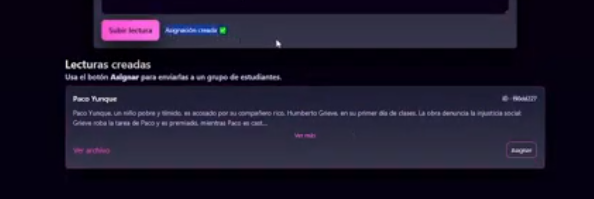 Subir lectura
Asignación creada ✅
Lecturas creadas
Usa el botón Asignar para enviarlas a un grupo de estudiantes.
Paco Yunque
Paco Yunque, un niño pobre y tímido, es acosado por su compañero rico, Humberto Grieve, en su primer día de clases. La obra denuncia la injusticia social:
Grieve roba la tarea de Paco y es premiado, mientras Paco es cast...
Ver más
Ver archivo
Asignar